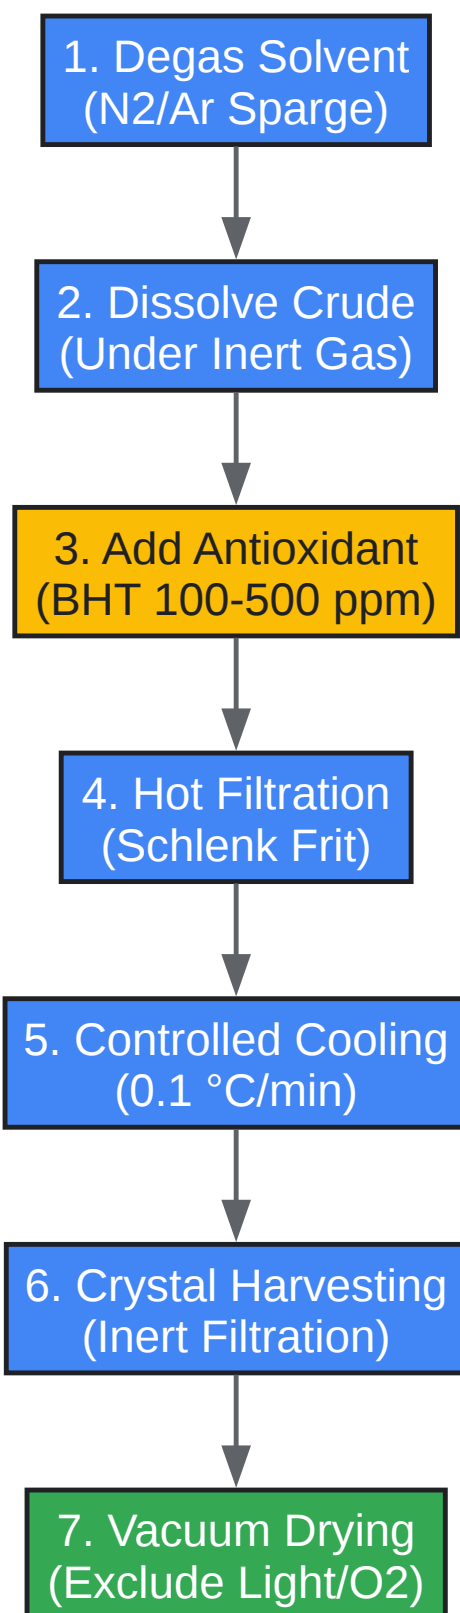 1. Degas Solvent
(N2/Ar Sparge)
2. Dissolve Crude
(Under Inert Gas)
3. Add Antioxidant
(BHT 100-500 ppm)
4. Hot Filtration
(Schlenk Frit)
5. Controlled Cooling
(0.1 °C/min)
6. Crystal Harvesting
(Inert Filtration)
7. Vacuum Drying
(Exclude Light/O2)